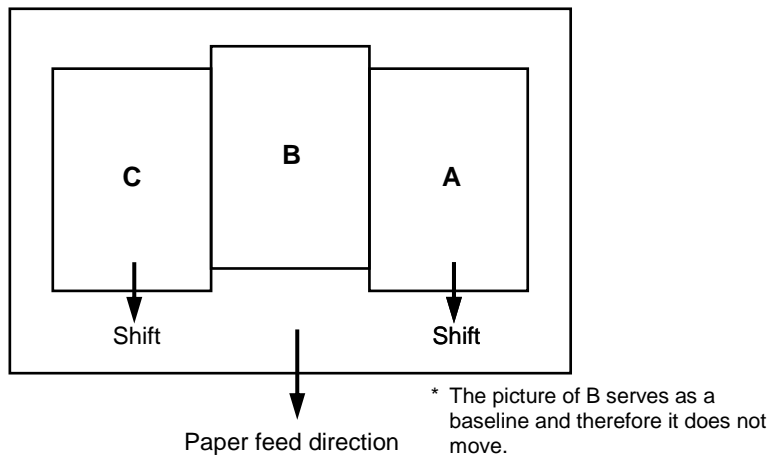 C
B
A
Shift
Shift
Paper feed direction
* The picture of B serves as a
baseline and therefore it does not
move.